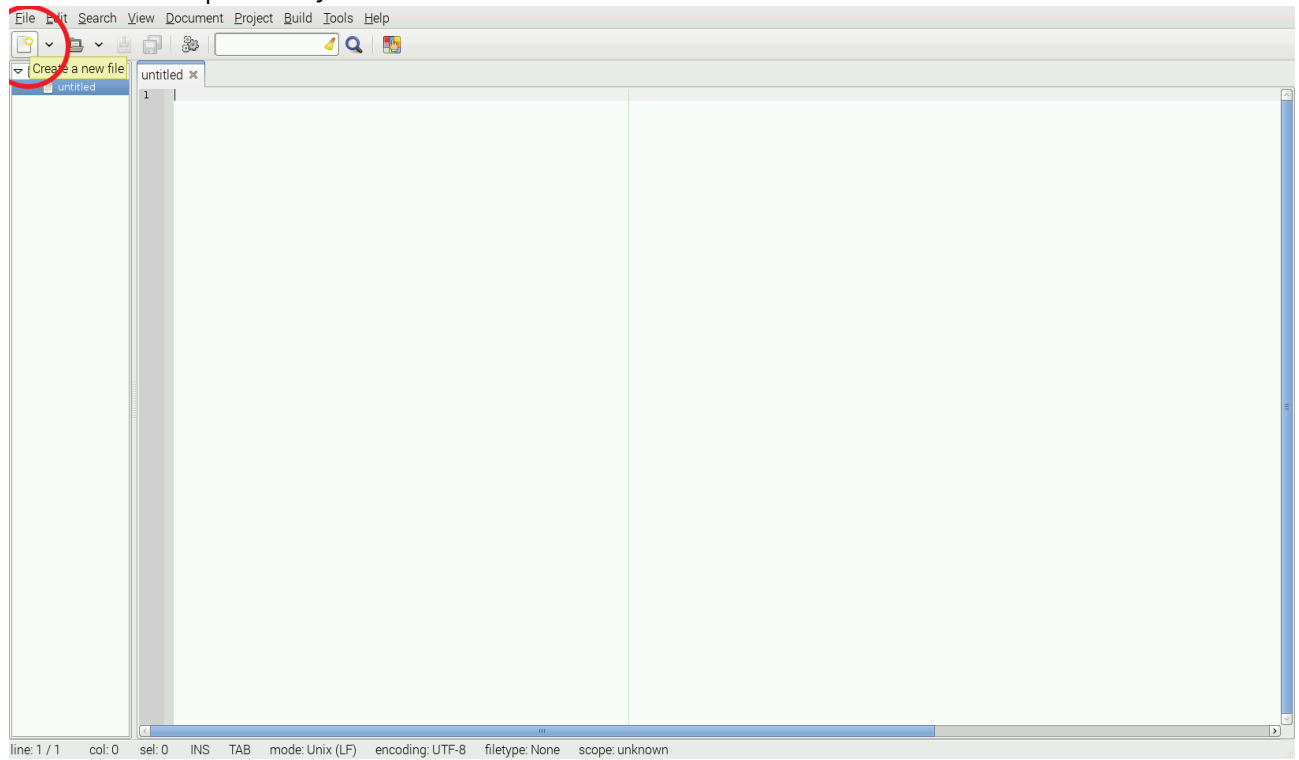 File Edit Search View Document Project Build Tools Help
Create a new file
untitled
untitled
1
line: 1 / 1 col: 0 sel: 0 INS TAB mode: Unix (LF) encoding: UTF-8 filetype: None scope: unknown